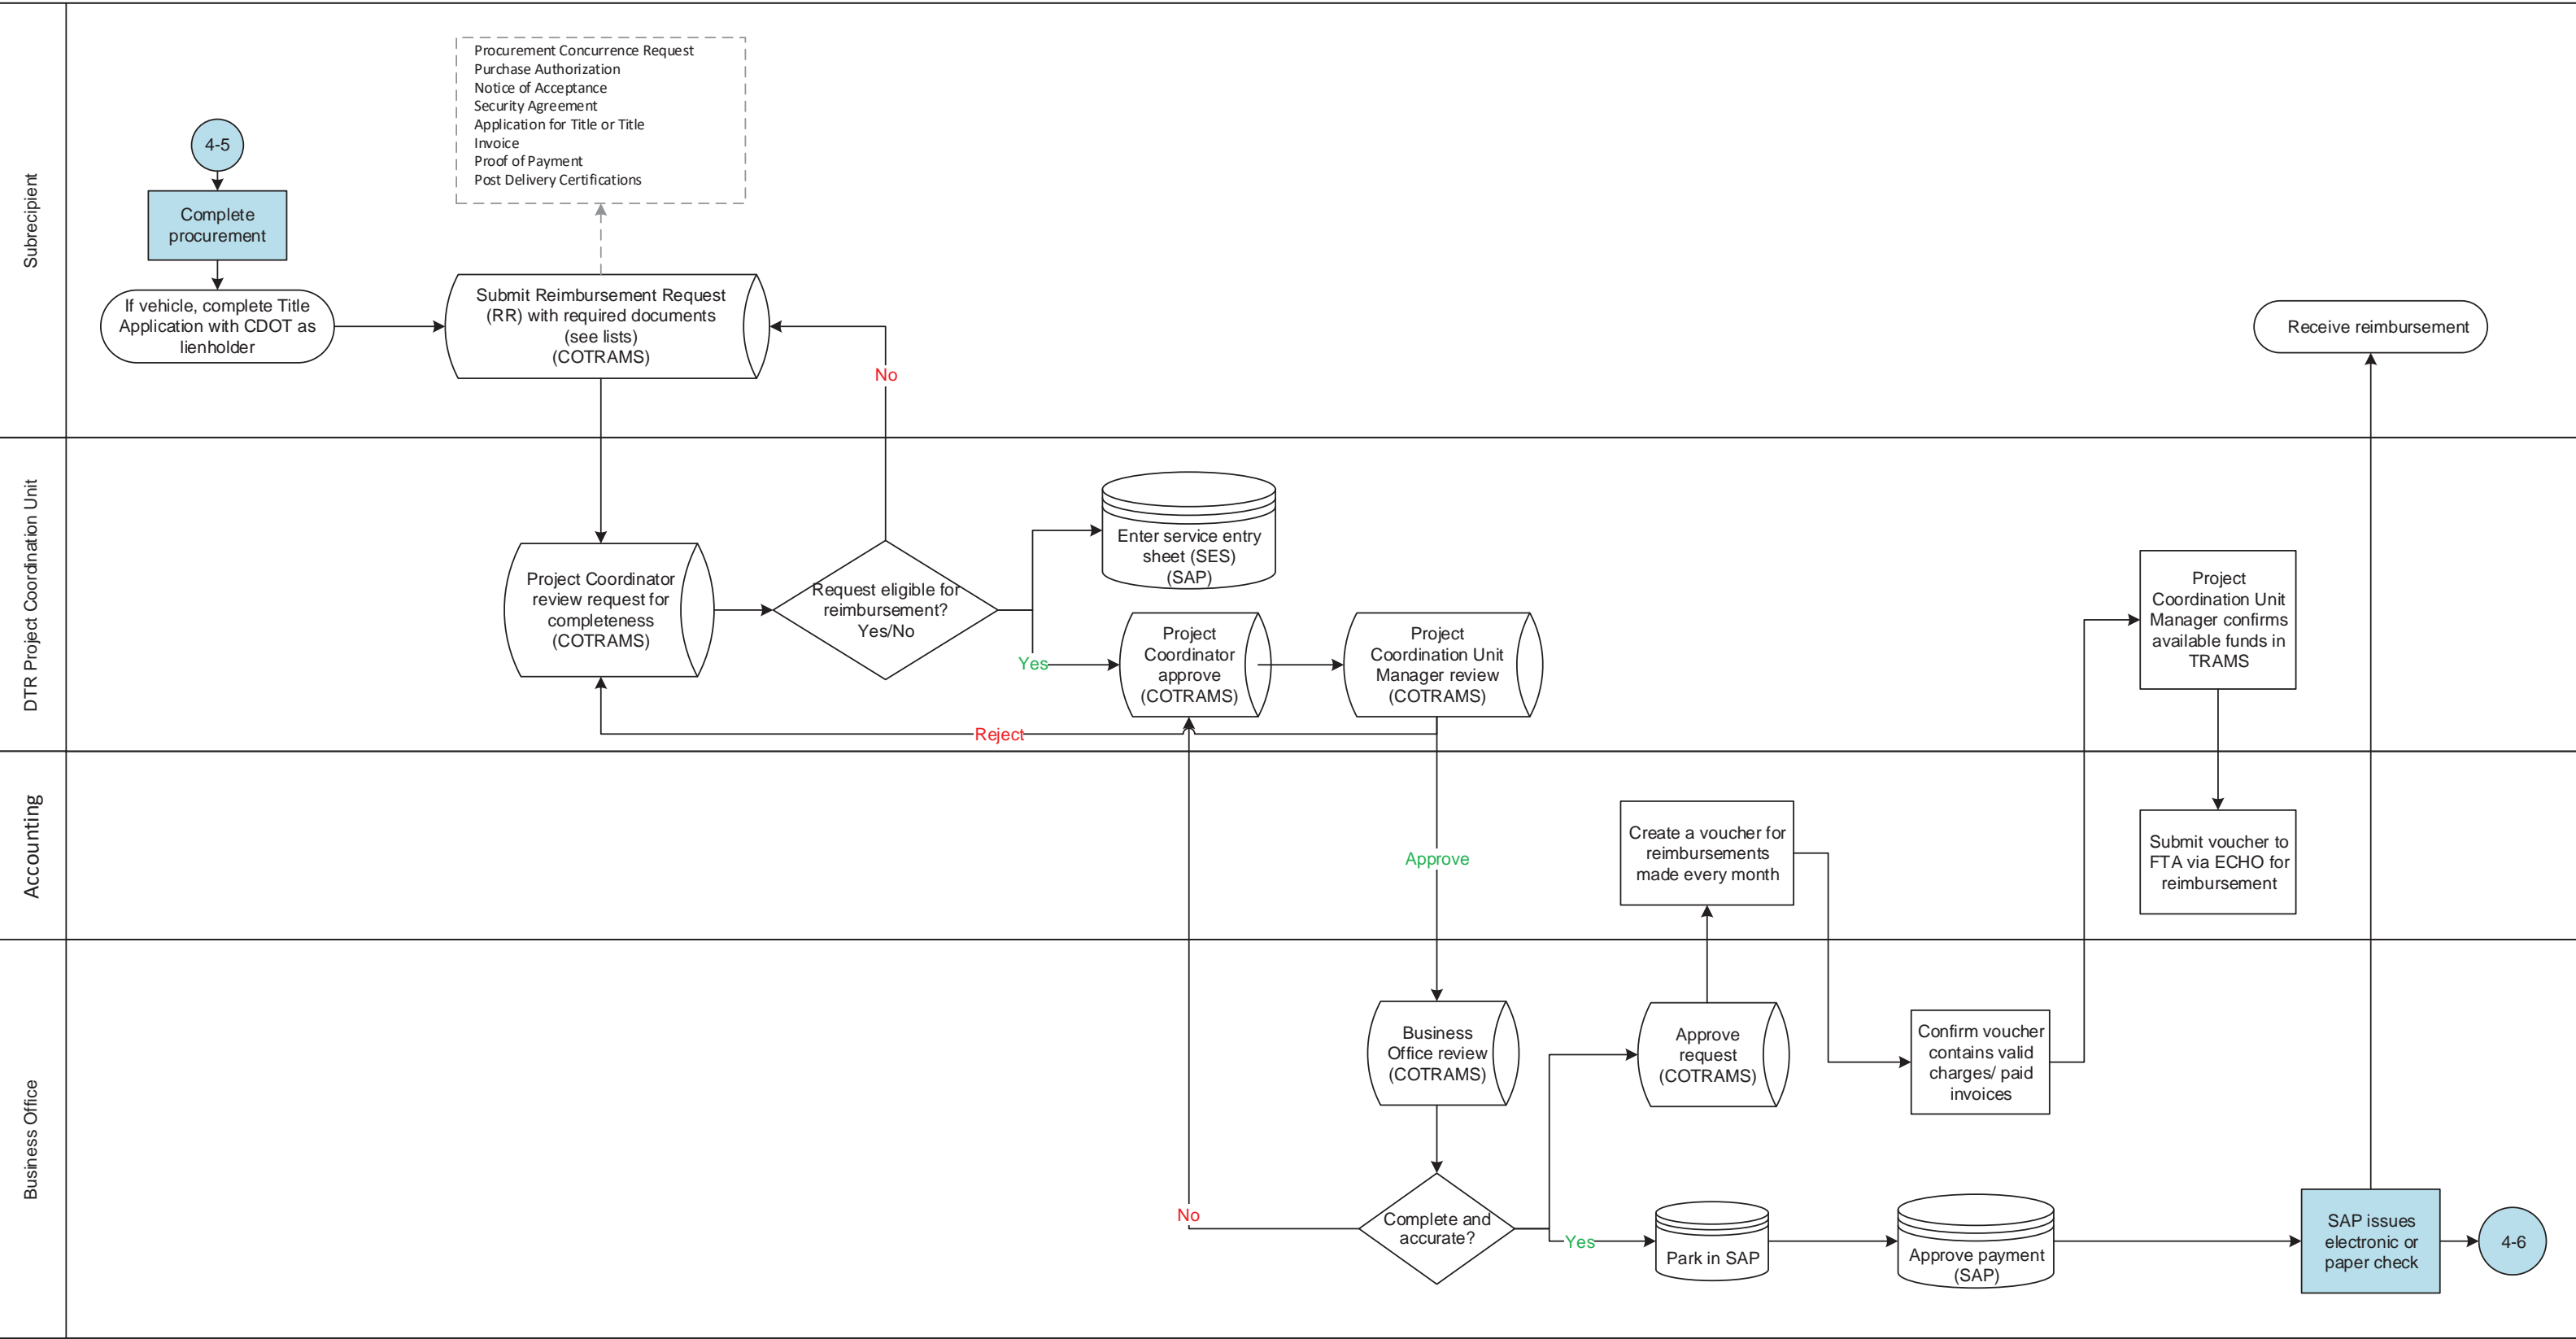 Subrecipient
4-5
Complete
procurement
If vehicle, complete Title
Application with CDOT as
lienholder
Procurement Concurrence Request
Purchase Authorization
Notice of Acceptance
Security Agreement
Application for Title or Title
Invoice
Proof of Payment
Post Delivery Certifications
Submit Reimbursement Request
(RR) with required documents
(see lists)
(COTRAMS)
No
Receive reimbursement
DTR Project Coordination Unit
Project Coordinator
review request for
completeness
(COTRAMS)
Request eligible for
reimbursement?
Yes/No
Enter service entry
sheet (SES)
(SAP)
Yes
Project
Coordinator
approve
(COTRAMS)
Project
Coordination Unit
Manager review
(COTRAMS)
Reject
Project
Coordination Unit
Manager confirms
available funds in
TRAMS
Accounting
Approve
Create a voucher for
reimbursements
made every month
Submit voucher to
FTA via ECHO for
reimbursement
Business Office
Business
Office review
(COTRAMS)
Approve
request
(COTRAMS)
Confirm voucher
contains valid
charges/ paid
invoices
No
Complete and
accurate?
Yes
Park in SAP
Approve payment
(SAP)
SAP issues
electronic or
paper check
4-6